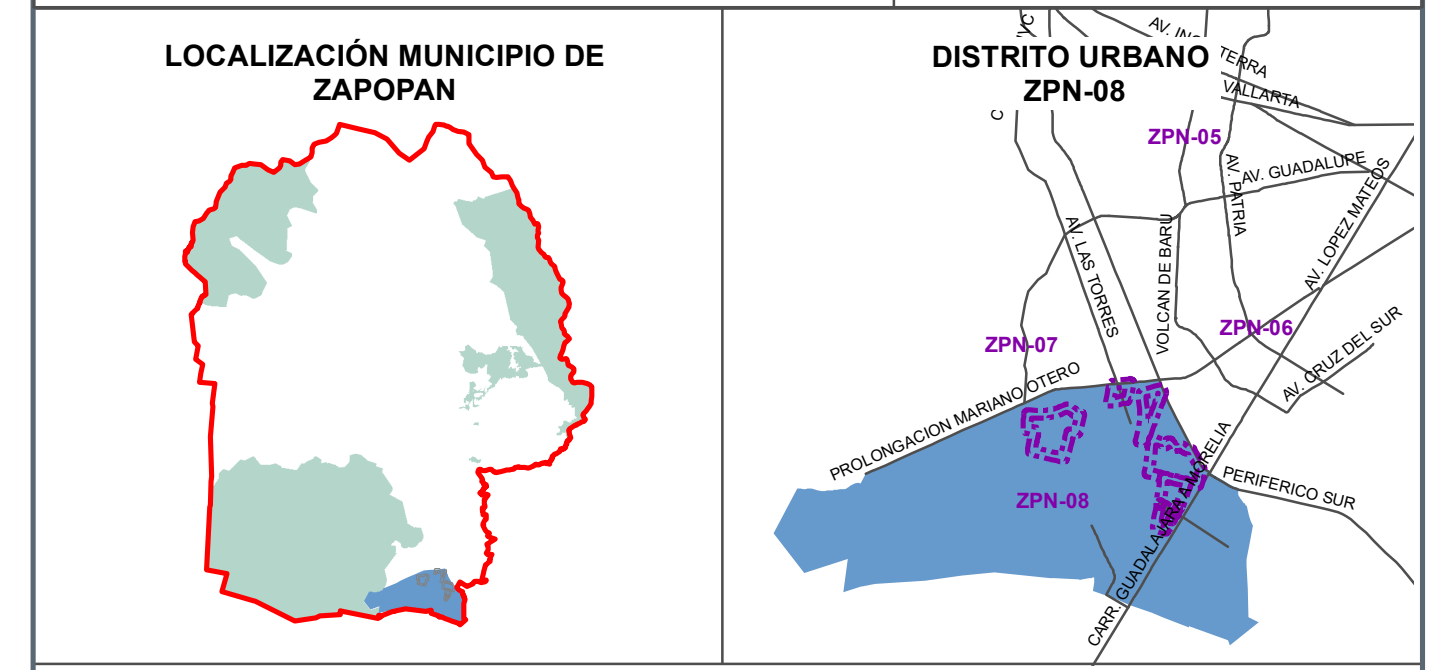 LOCALIZACIÓN MUNICIPIO DE
ZAPOPAN
DISTRITO URBANO
ZPN-08
VALLARTA
ZPN-05
AV. GUADALUPE
AV. PATRIA
AV. LOPEZ MATEOS
AV. LAS TORRES
VOLCAN DE BARU
ZPN-06
ZPN-07
AV. CRUZ DEL SUR
PROLONGACION MARIANO OTERO
ZPN-08
CARR. GUADALAJARA A MORELIA
PERIFERICO SUR